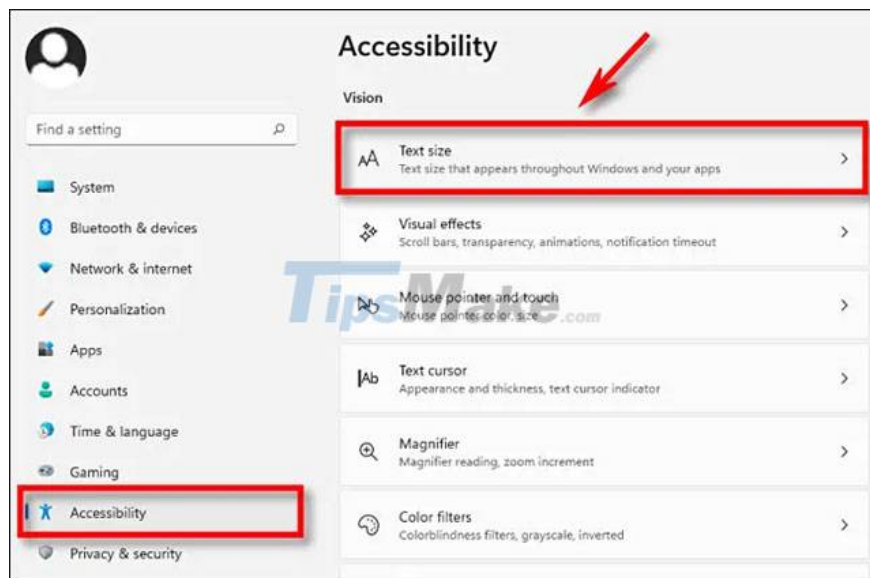 Accessibility
Vision
Find a setting
Text size
Text size that appears throughout Windows and your apps
System
Visual effects
Scroll bars, transparency, animations, notification timeout
Bluetooth & devices
Network & internet
Mouse pointer and touch
Mouse pointer color, size
TipsMake.com
Personalization
Apps
Text cursor
Appearance and thickness, text cursor indicator
Ab
Accounts
Time & language
Magnifier
Magnifier reading, zoom increment
Gaming
Accessibility
Color filters
Colorblindness filters, grayscale, inverted
Privacy & security